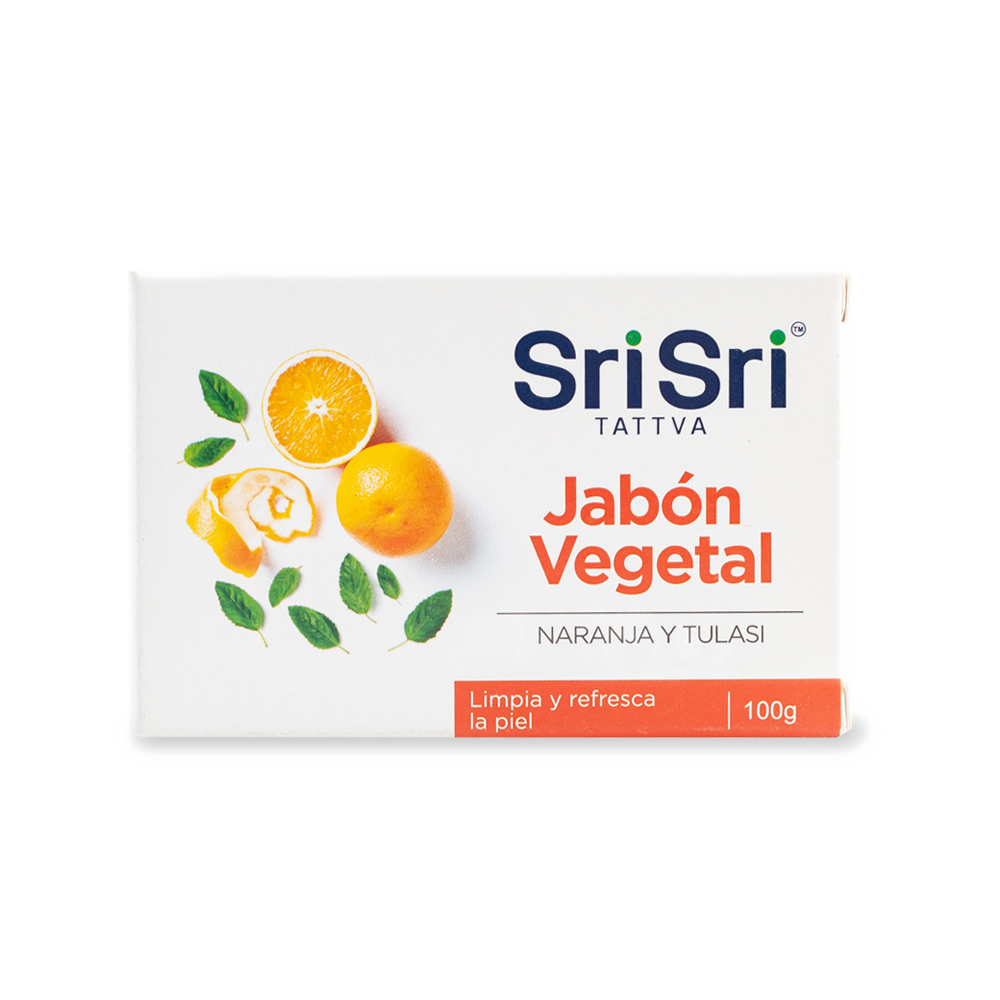 Sri Sri™
TATTVA
Jabón
Vegetal
NARANJA Y TULASI
Limpia y refresca
la piel
100g